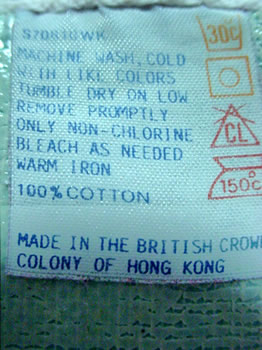 30C
MACHINE WASH, COLD
WITH LIKE COLORS
TUMBLE DRY ON LOW
REMOVE PROMPTLY
ONLY NON-CHLORINE
BLEACH AS NEEDED
WARM IRON
100% COTTON
CL
150°C
MADE IN THE BRITISH CROWN
COLONY OF HONG KONG